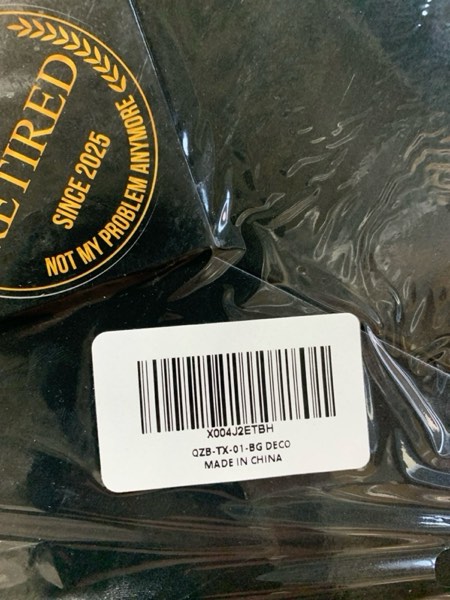 RETIRED
SINCE 2025
NOT MY PROBLEM ANYMORE
X004J2ETBH
QZB-TX-01-BG DECO
MADE IN CHINA